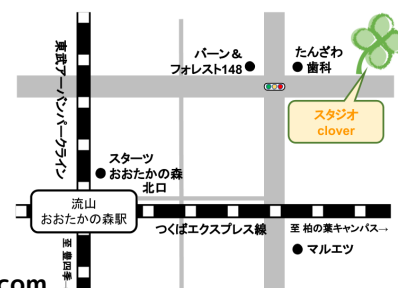 東武アーバンパークライン
バーン&
フォレスト148
たんざわ
歯科
スタジオ
clover
スターツ
おおたかの森
北口
流山
おおたかの森駅
つくばエクスプレス線
至 柏の葉キャンパス→
マルエツ
至 豊四季→
.com